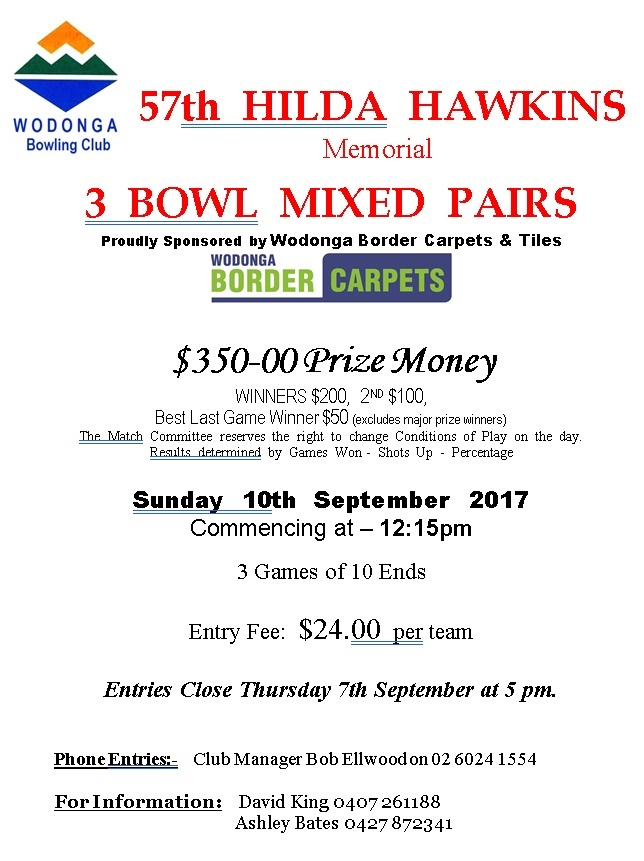 WODONGA
Bowling Club
57th HILDA HAWKINS
Memorial
3 BOWL MIXED PAIRS
Proudly Sponsored by Wodonga Border Carpets & Tiles
WODONGA
BORDER CARPETS
$350-00 Prize Money
WINNERS $200, 2ND $100,
Best Last Game Winner $50 (excludes major prize winners)
The Match Committee reserves the right to change Conditions of Play on the day.
Results determined by Games Won - Shots Up - Percentage
Sunday 10th September 2017
Commencing at – 12:15pm
3 Games of 10 Ends
Entry Fee: $24.00 per team
Entries Close Thursday 7th September at 5 pm.
Phone Entries:- Club Manager Bob Ellwood on 02 6024 1554
For Information: David King 0407 261188
Ashley Bates 0427 872341